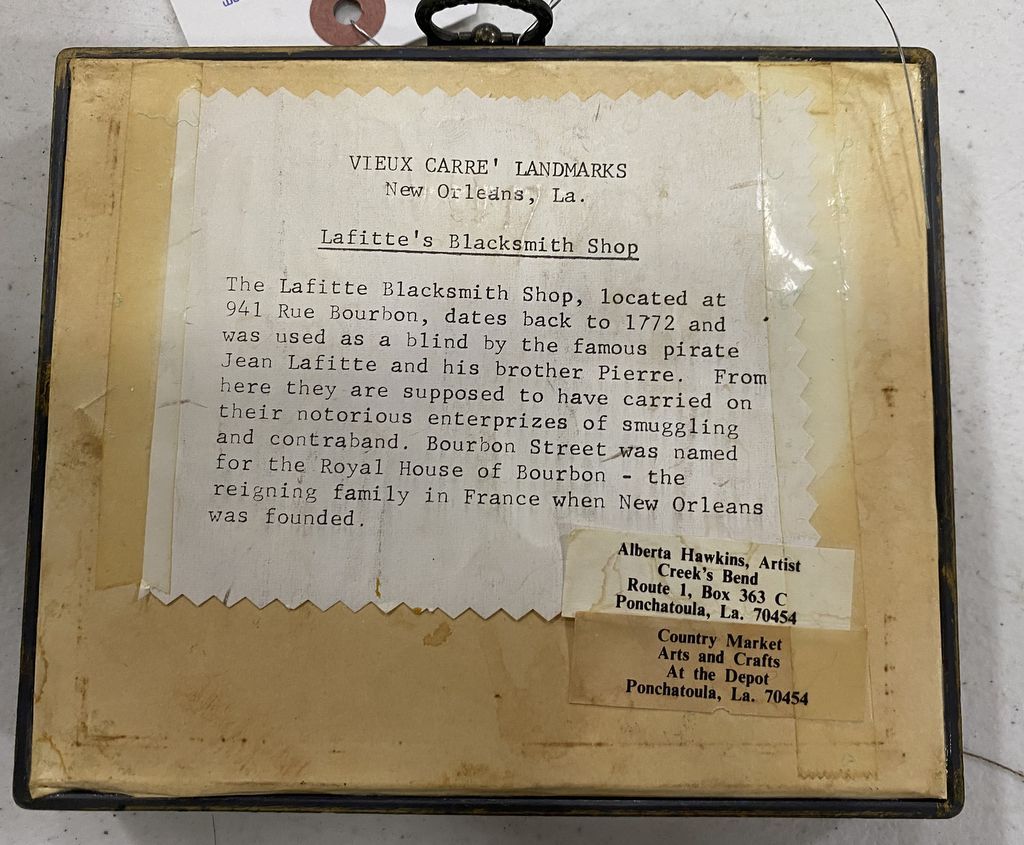 VIEUX CARRE' LANDMARKS
New Orleans, La.
Lafitte's Blacksmith Shop
The Lafitte Blacksmith Shop, located at
941 Rue Bourbon, dates back to 1772 and
was used as a blind by the famous pirate
Jean Lafitte and his brother Pierre. From
here they are supposed to have carried on
their notorious enterprizes of smuggling
and contraband. Bourbon Street was named
for the Royal House of Bourbon - the
reigning family in France when New Orleans
was founded.
Alberta Hawkins, Artist
Creek's Bend
Route 1, Box 363 C
Ponchatoula, La. 70454
Country Market
Arts and Crafts
At the Depot
Ponchatoula, La. 70454